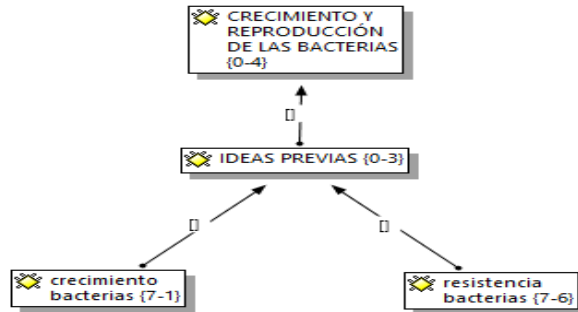 CRECIMIENTO Y
REPRODUCCIÓN
DE LAS BACTERIAS
{0-4}
[]
IDEAS PREVIAS {0-3}
[]
[]
crecimiento
bacterias {7-1}
resistencia
bacterias {7-6}